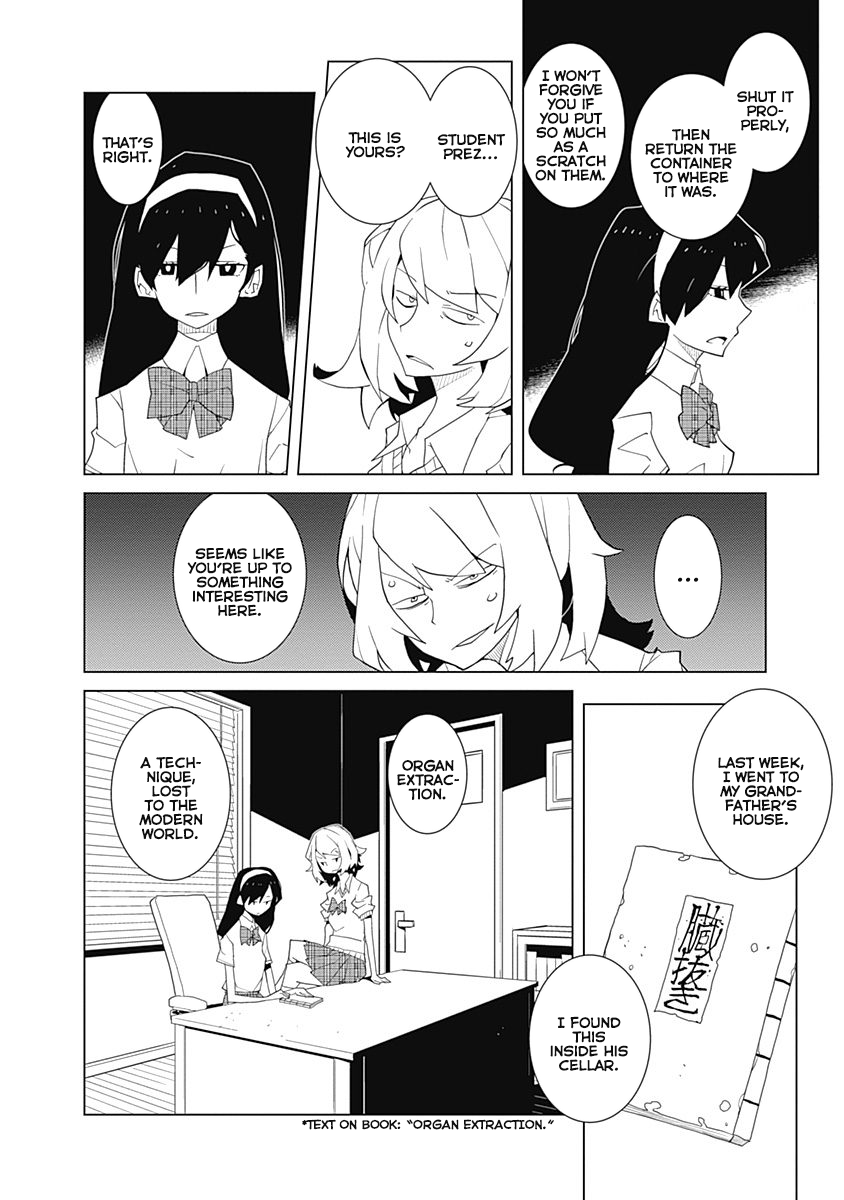 SHUT IT
PRO-
PERLY,
THEN
RETURN THE
CONTAINER
TO WHERE
IT WAS.
I WON'T
FORGIVE
YOU IF
YOU PUT
SO MUCH
AS A
SCRATCH
ON THEM.
STUDENT
PREZ...
THIS IS
YOURS?
THAT'S
RIGHT.
...
SEEMS LIKE
YOU'RE UP TO
SOMETHING
INTERESTING
HERE.
LAST WEEK,
I WENT TO
MY GRAND-
FATHER'S
HOUSE.
臓抜き
I FOUND
THIS
INSIDE HIS
CELLAR.
ORGAN
EXTRAC-
TION.
A TECH-
NIQUE,
LOST
TO THE
MODERN
WORLD.
*TEXT ON BOOK: "ORGAN EXTRACTION."